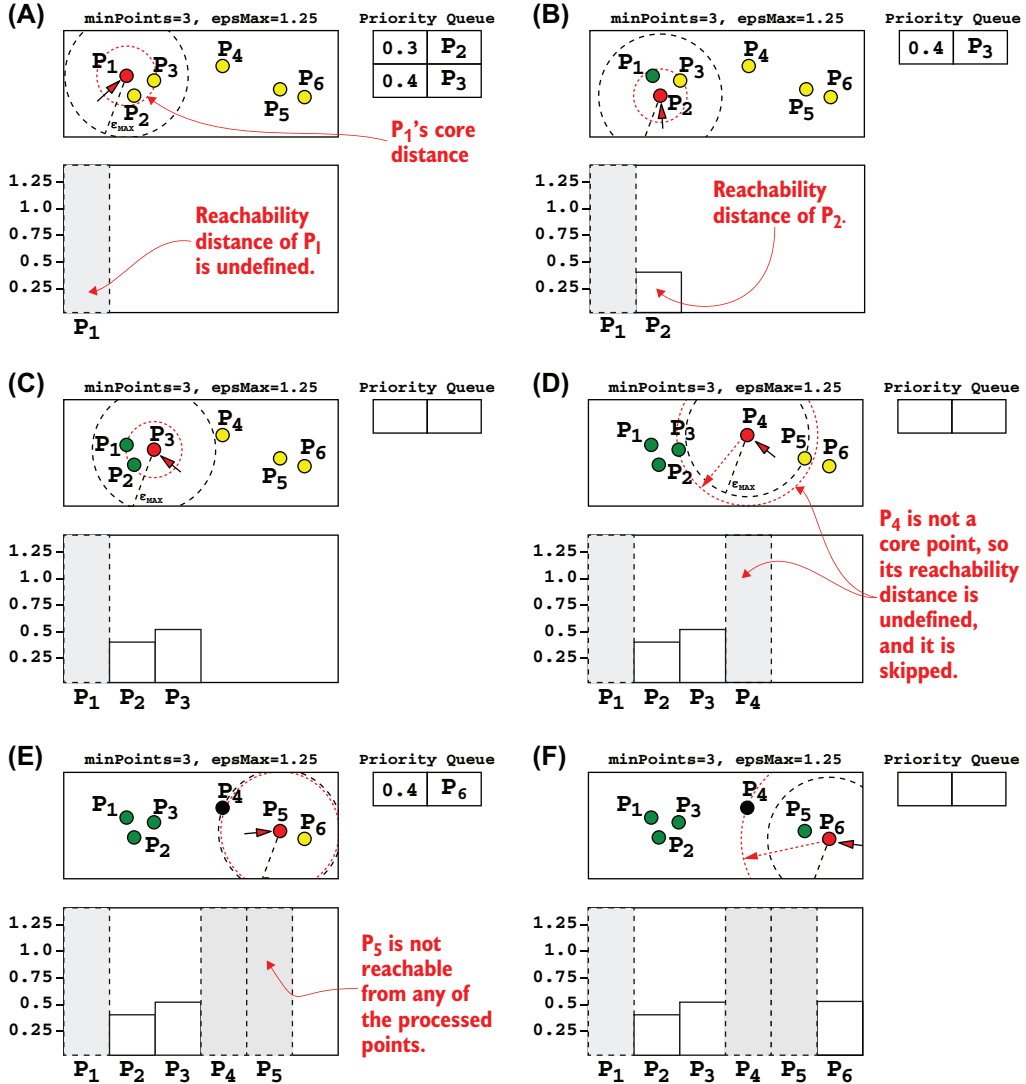 (A)
minPoints=3, epsMax=1.25
Priority Queue
P1
P3
P4
P2
P6
P5
εMAX
0.3 P2
0.4 P3
P1's core
distance
1.25
1.0
0.75
0.5
0.25
Reachability
distance of P1
is undefined.
P1
(B)
minPoints=3, epsMax=1.25
Priority Queue
P1
P3
P4
P2
P6
P5
0.4 P3
1.25
1.0
0.75
0.5
0.25
Reachability
distance of P2.
P1 P2
(C)
minPoints=3, epsMax=1.25
Priority Queue
P1
P3
P4
P2
P6
P5
εMAX
1.25
1.0
0.75
0.5
0.25
P1 P2 P3
(D)
minPoints=3, epsMax=1.25
Priority Queue
P1
P3
P4
P2
P5
P6
εMAX
1.25
1.0
0.75
0.5
0.25
P4 is not a
core point, so
its reachability
distance is
undefined,
and it is
skipped.
P1 P2 P3 P4
(E)
minPoints=3, epsMax=1.25
Priority Queue
P1
P3
P4
P2
P5
P6
0.4 P6
1.25
1.0
0.75
0.5
0.25
P5 is not
reachable
from any of
the processed
points.
P1 P2 P3 P4 P5
(F)
minPoints=3, epsMax=1.25
Priority Queue
P1
P3
P4
P2
P5
P6
1.25
1.0
0.75
0.5
0.25
P1 P2 P3 P4 P5 P6